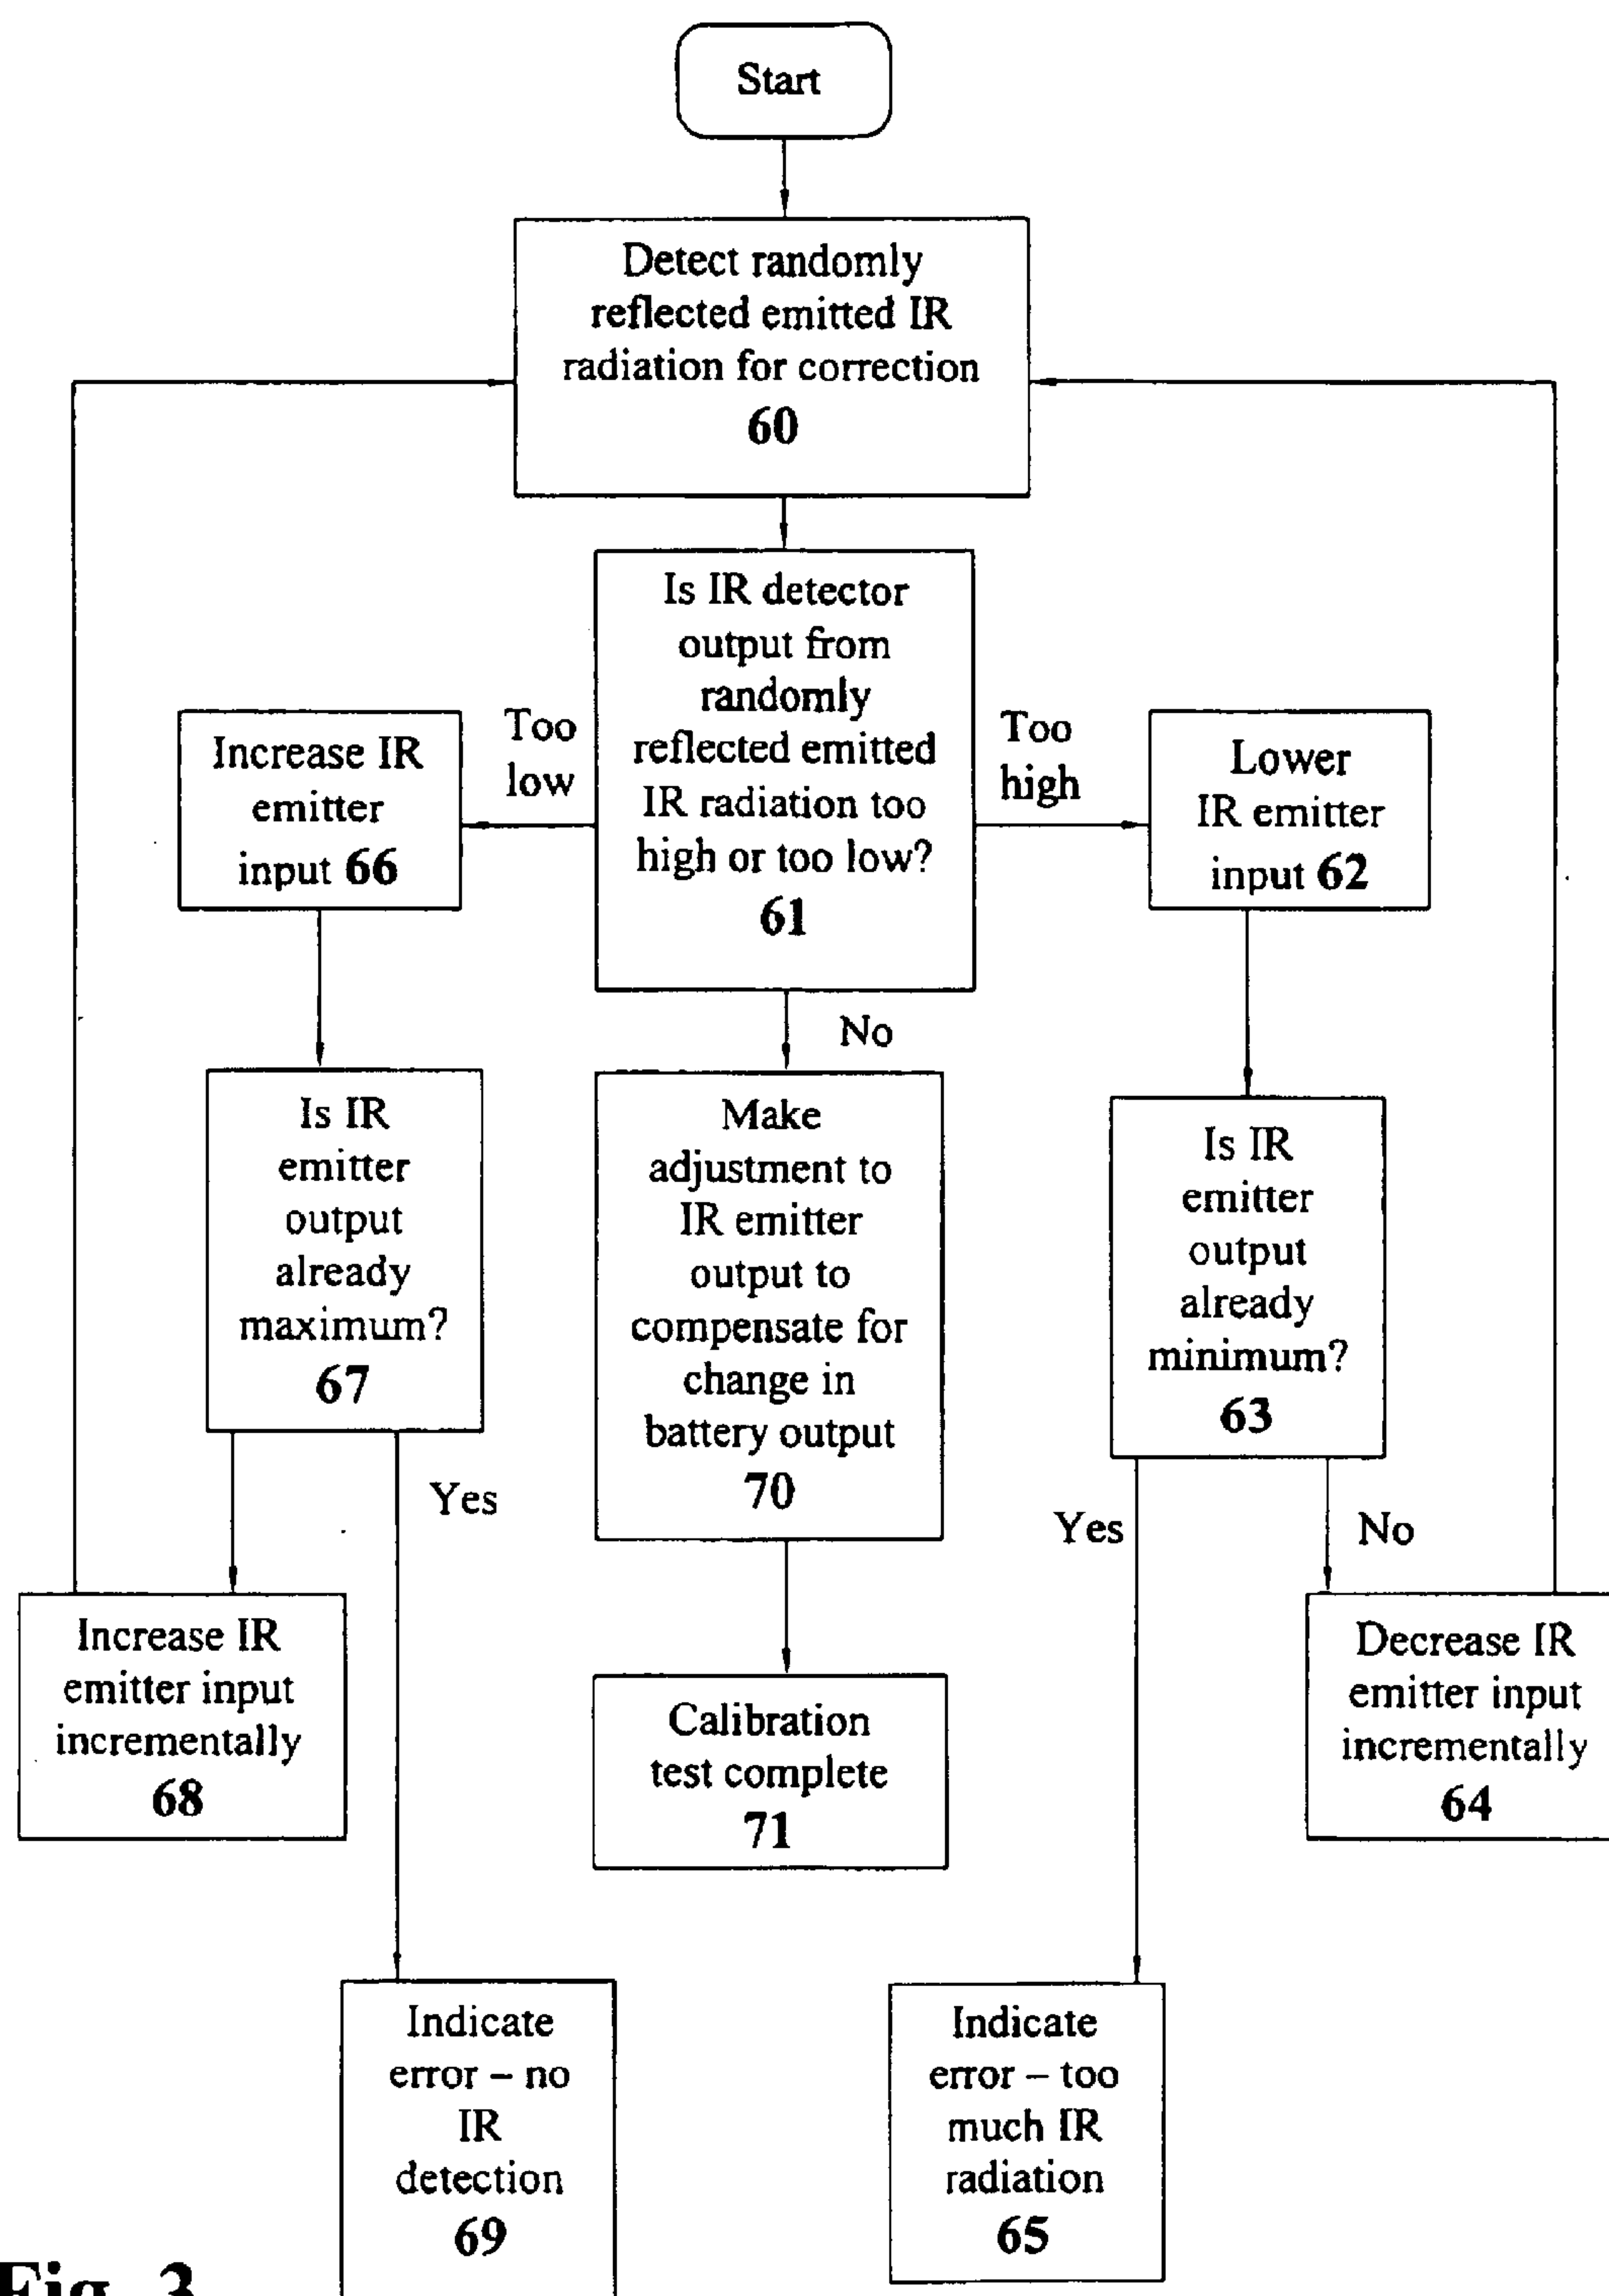 Start
Detect randomly
reflected emitted IR
radiation for correction
60
Is IR detector
output from
randomly
reflected emitted
IR radiation too
high or too low?
61
Too
low
Too
high
Increase IR
emitter
input 66
Lower
IR emitter
input 62
No
Is IR
emitter
output
already
maximum?
67
Make
adjustment to
IR emitter
output to
compensate for
change in
battery output
70
Is IR
emitter
output
already
minimum?
63
Yes
Yes
No
Increase IR
emitter input
incrementally
68
Calibration
test complete
71
Decrease IR
emitter input
incrementally
64
Indicate
error – no
IR
detection
69
Indicate
error – too
much IR
radiation
65
Fig. 3